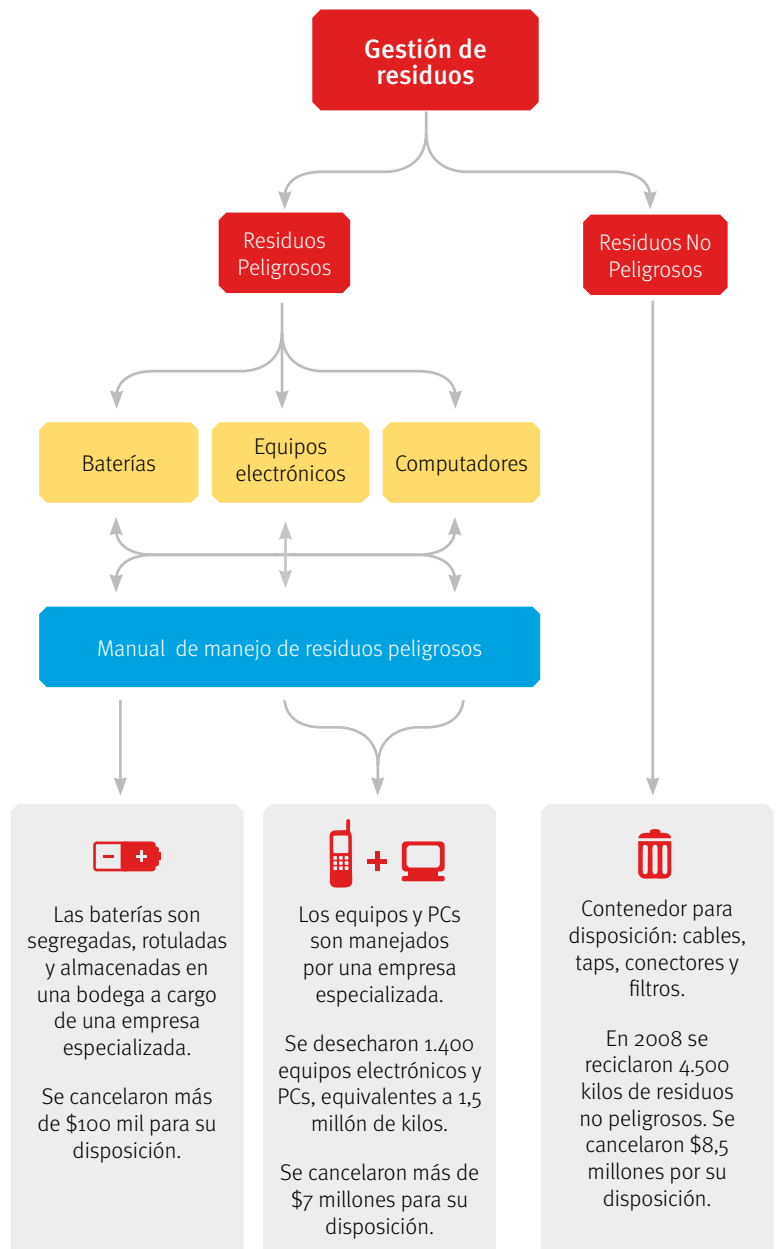 Gestión de
residuos
Residuos
Peligrosos
Residuos No
Peligrosos
Baterías
Equipos
electrónicos
Computadores
Manual de manejo de residuos peligrosos
Las baterías son
segregadas, rotuladas
y almacenadas en
una bodega a cargo
de una empresa
especializada.
Se cancelaron más
de $100 mil para su
disposición.
Los equipos y PCs
son manejados
por una empresa
especializada.
Se desecharon 1.400
equipos electrónicos y
PCs, equivalentes a 1,5
millón de kilos.
Se cancelaron más de
$7 millones para su
disposición.
Contenedor para
disposición: cables,
taps, conectores y
filtros.
En 2008 se
reciclaron 4.500
kilos de residuos
no peligrosos. Se
cancelaron $8,5
millones por su
disposición.